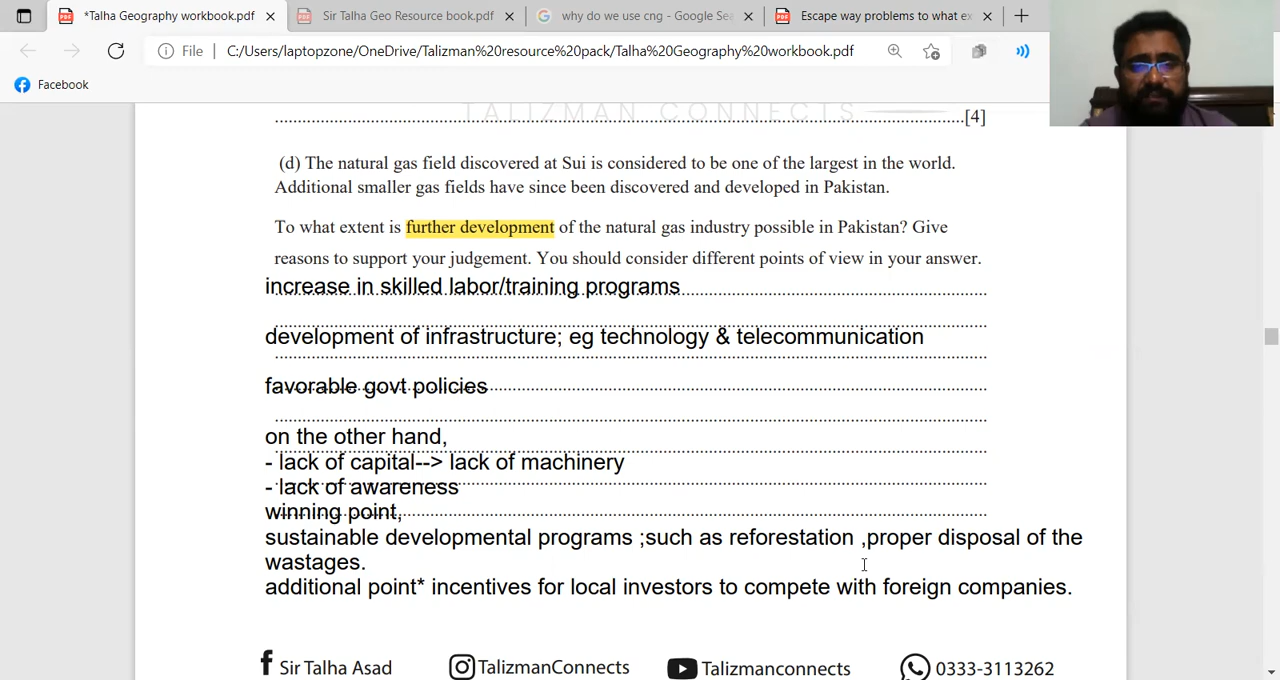 *Talha Geography workbook.pdf
Sir Talha Geo Resource book.pdf
why do we use cng - Google Sea
Escape way problems to what ex
File
C:/Users/laptopzone/OneDrive/Talizman%20resource%20pack/Talha%20Geography%20workbook.pdf
Facebook
TALIZMAN CONNECTS
[4]
(d) The natural gas field discovered at Sui is considered to be one of the largest in the world.
Additional smaller gas fields have since been discovered and developed in Pakistan.
To what extent is further development of the natural gas industry possible in Pakistan? Give
reasons to support your judgement. You should consider different points of view in your answer.
increase in skilled labor/training programs
development of infrastructure; eg technology & telecommunication
favorable govt policies
on the other hand,
- lack of capital--> lack of machinery
- lack of awareness
winning point,
sustainable developmental programs ;such as reforestation ,proper disposal of the
wastages.
additional point* incentives for local investors to compete with foreign companies.
Sir Talha Asad
TalizmanConnects
Talizmanconnects
0333-3113262